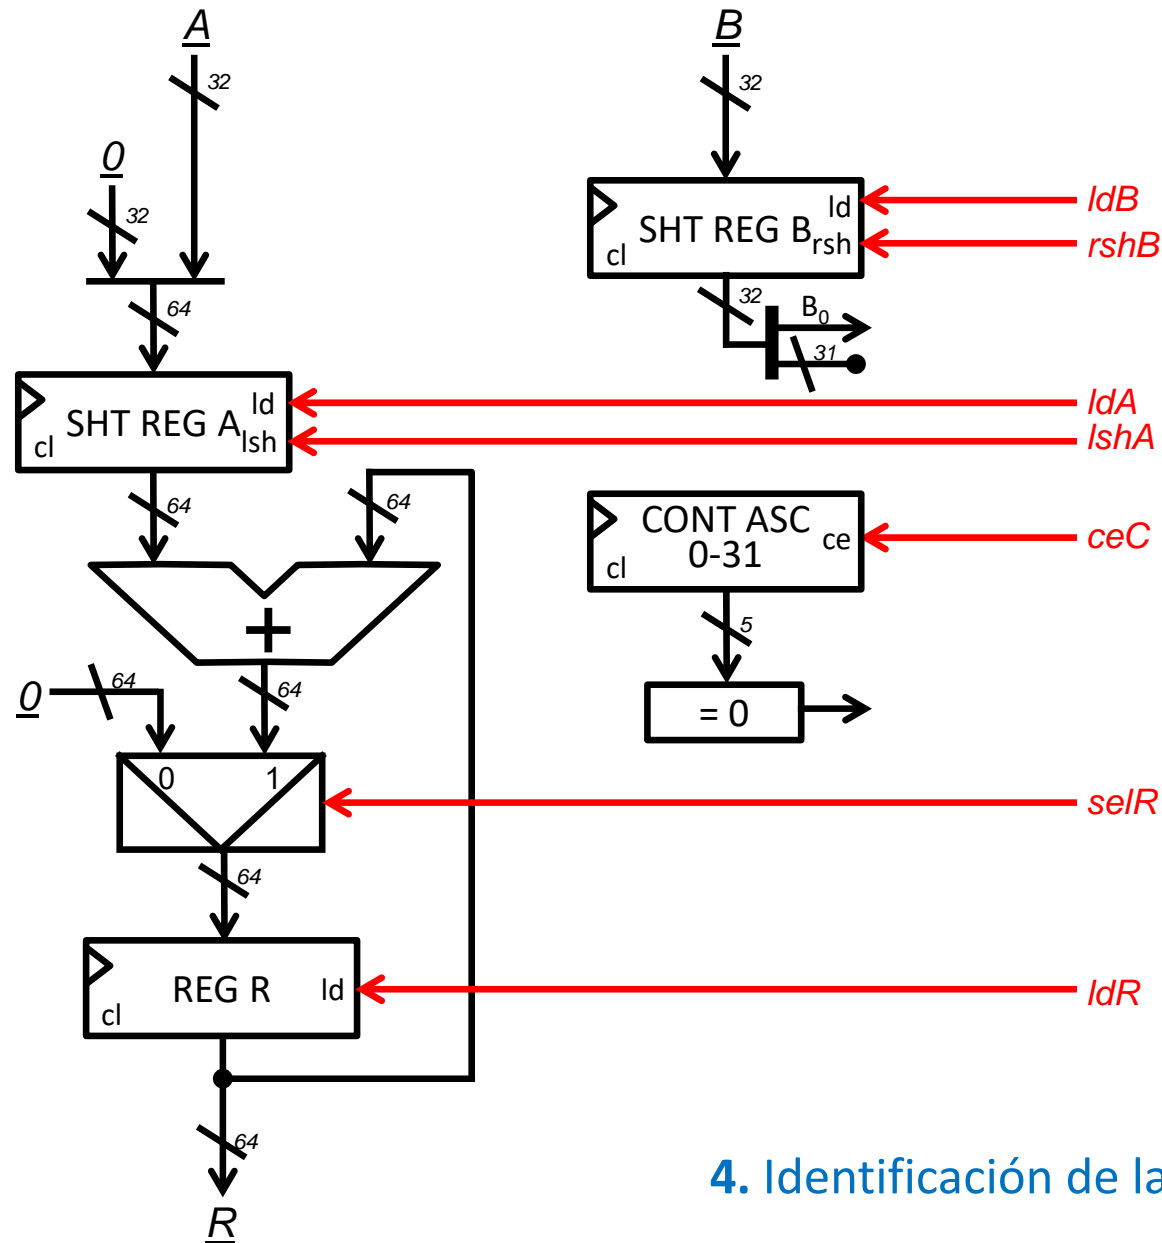 A
B
32
32
0
32
ld
ldB
SHT REG B
rsh
rshB
cl
64
32
B0
31
ld
ldA
SHT REG A
lsh
lshA
cl
64
64
CONT ASC
0-31
ce
ceC
cl
+
5
0
64
64
= 0
0
1
selR
64
REG R
ld
ldR
cl
64
4. Identificación de la
R